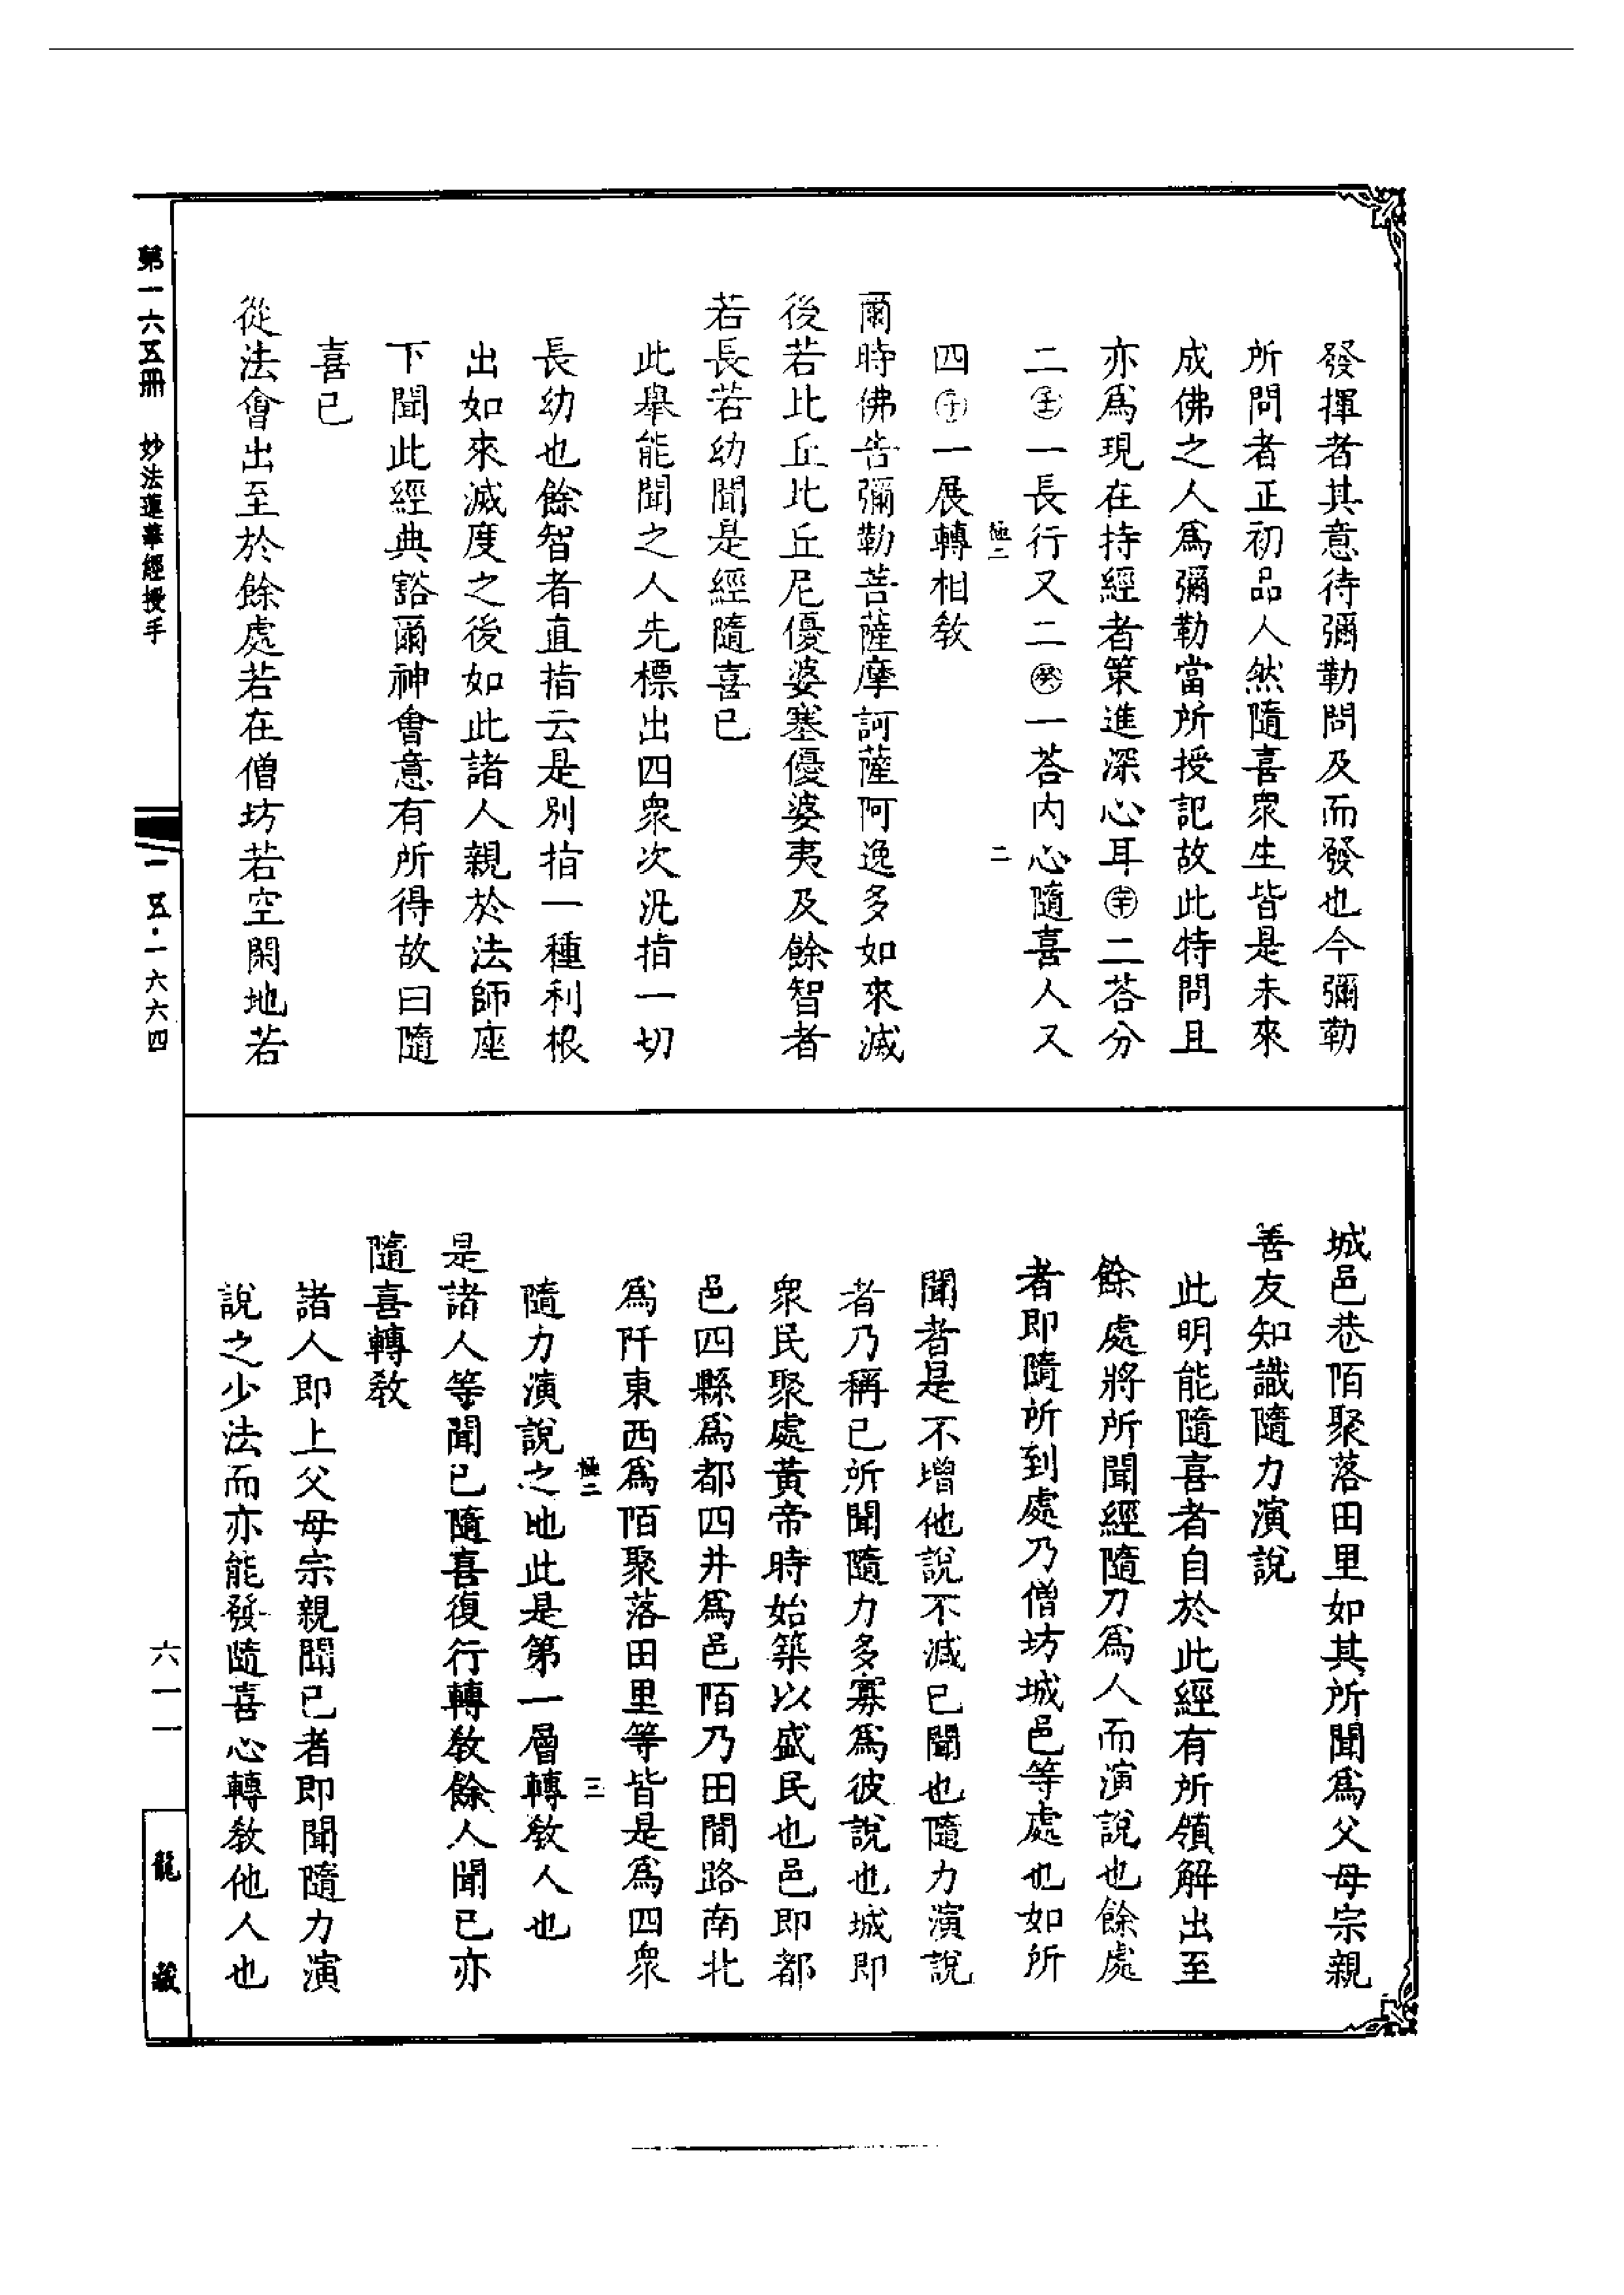 發揮者其意待彌勒問及而發也今彌勒
所問者正初品人然隨喜衆生皆是未來
成佛之人爲彌勒當所授記故此特問且
亦爲現在持經者策進深心耳㊛二荅分
二㊛一長行又二㊛一荅內心隨喜人又
極二
二
四㊛一展轉相敎
爾時佛告彌勒菩薩摩訶薩阿逸多如來滅
後若比丘比丘尼優婆塞優婆夷及餘智者
若長若幼聞是經隨喜已
此舉能聞之人先標出四衆次汎指一切
長幼也餘智者直指云是別指一種利根
出如來滅度之後如此諸人親於法師座
下聞此經典豁爾神會意有所得故曰隨
喜已
從法會出至於餘處若在僧坊若空閑地若
城邑巷陌聚落田里如其所聞爲父母宗親
善友知識隨力演說
此明能隨喜者自於此經有所領解出至
餘處將所聞經隨力爲人而演說也餘處
者即隨所到處乃僧坊城邑等處也如所
聞者是不增他說不減已聞也隨力演說
者乃稱已所聞隨力多寡爲彼說也城即
衆民聚處黃帝時始築以盛民也邑即都
邑四縣爲都四井爲邑陌乃田間路南北
爲阡東西爲陌聚落田里等皆是爲四衆
極二
三
隨力演說之地此是第一層轉敎人也
是諸人等聞已隨喜復行轉敎餘人聞已亦
隨喜轉敎
諸人即上父母宗親聞已者即聞隨力演
說之少法而亦能發隨喜心轉敎他人也
第一六五冊 妙法蓮華經授手
一五·一六六四
六一一
龍藏